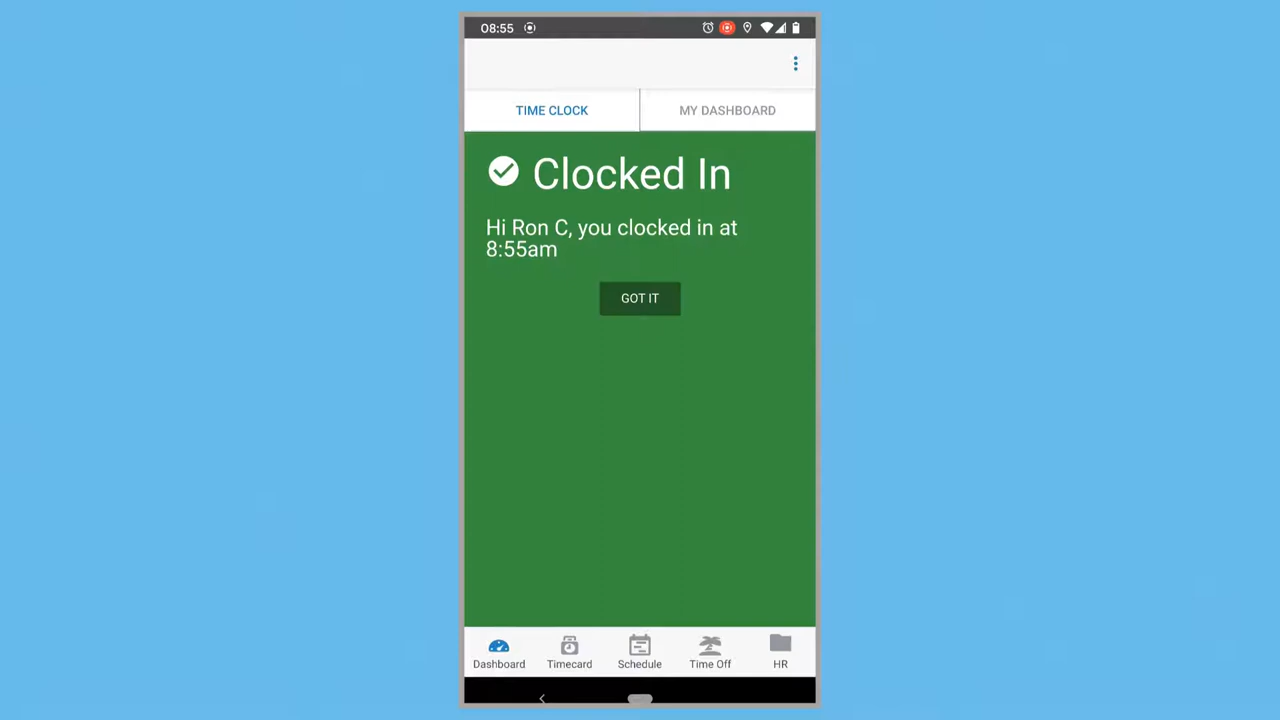 08:55
TIME CLOCK
MY DASHBOARD
Clocked In
Hi Ron C, you clocked in at
8:55am
GOT IT
Dashboard
Timecard
Schedule
Time Off
HR